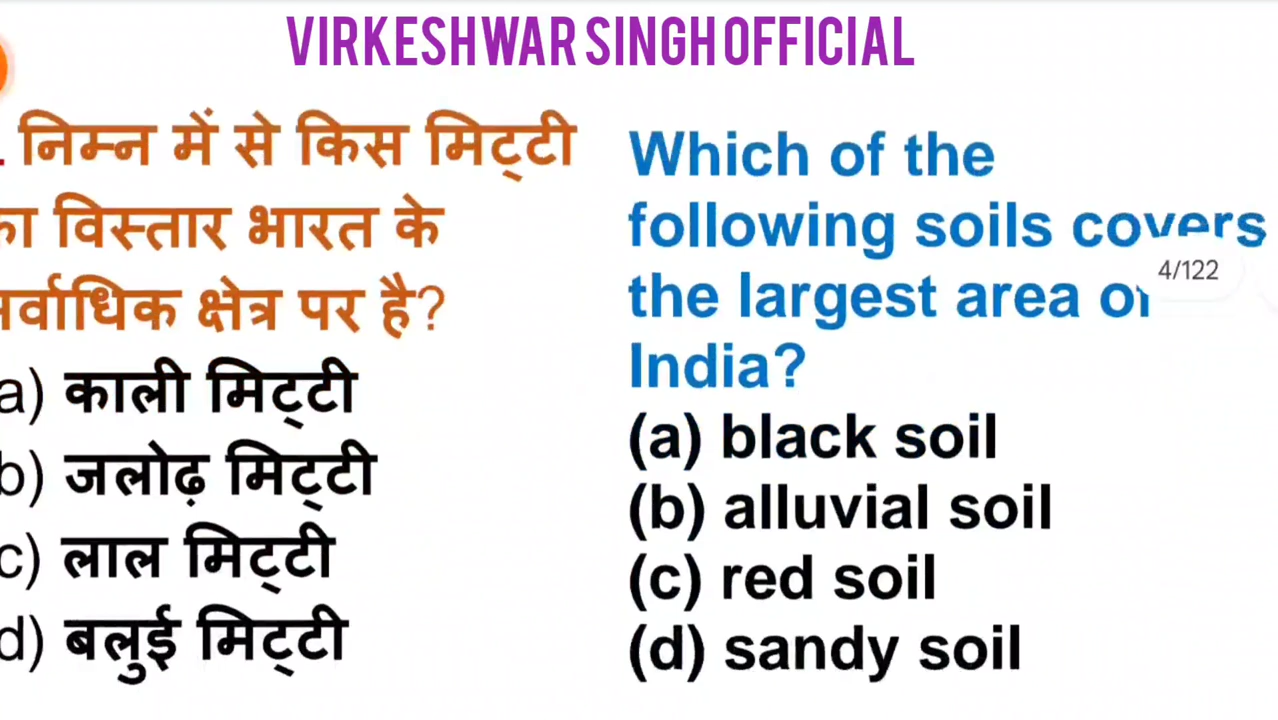 VIRKESHWAR SINGH OFFICIAL
निम्न में से किस मिट्टी
विस्तार भारत के
क्षेत्र पर है?
a) काली मिट्टी
b) जलोढ़ मिट्टी
c) लाल मिट्टी
d) बलुई मिट्टी
Which of the
following soils covers
the largest area of
India?
(a) black soil
(b) alluvial soil
(c) red soil
(d) sandy soil
4/122